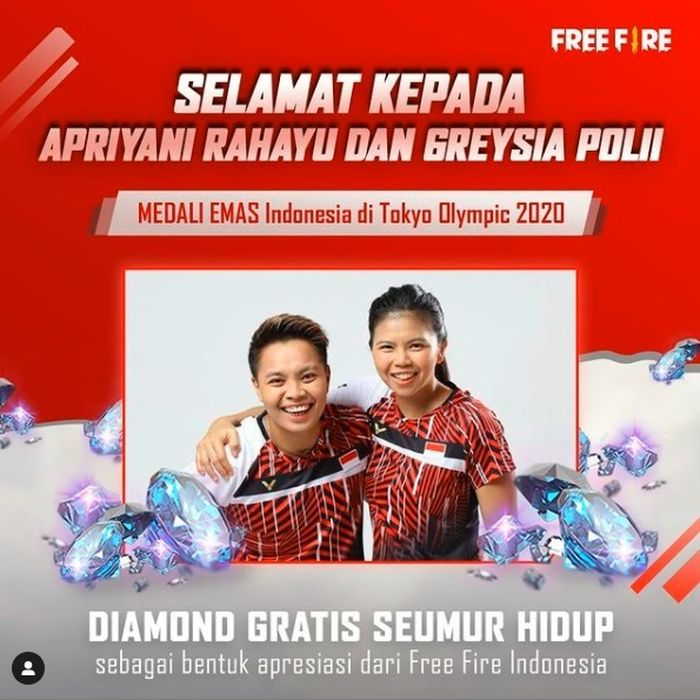 FREE FIRE
SELAMAT KEPADA
APRIYANI RAHAYU DAN GREYSIA POLII
MEDALI EMAS Indonesia di Tokyo Olympic 2020
DIAMOND GRATIS SEUMUR HIDUP
sebagai bentuk apresiasi dari Free Fire Indonesia